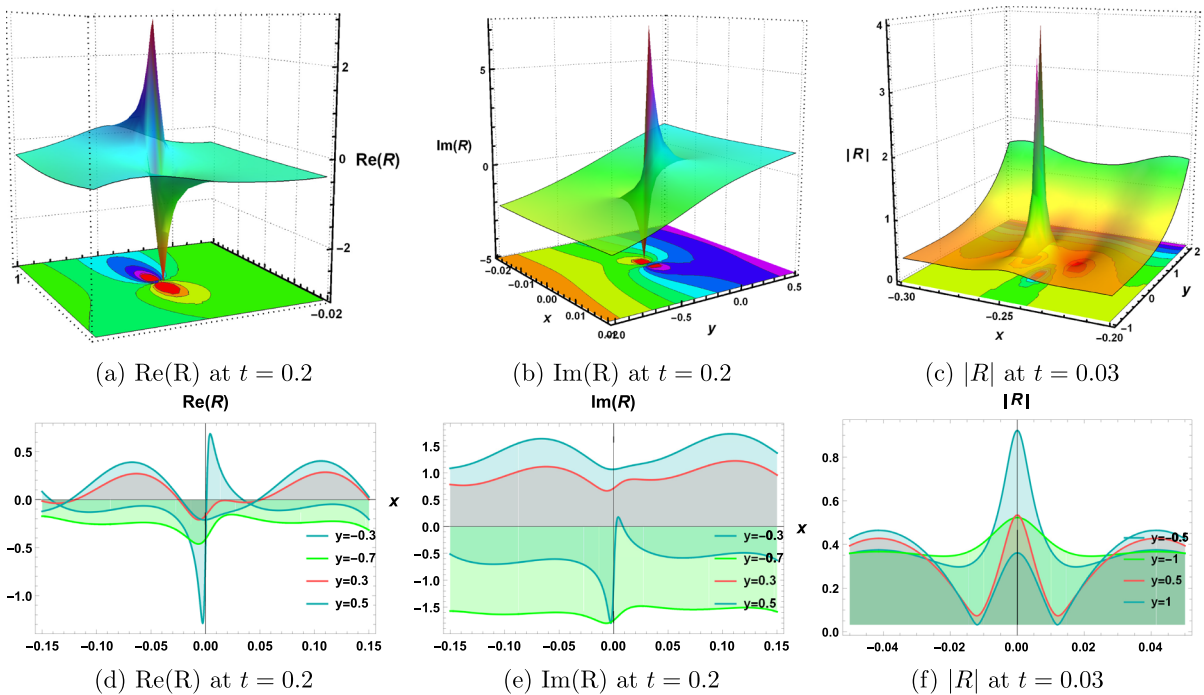 2
0
−2
Re(R)
1
−0.02
5
0
−5
Im(R)
−0.02
−0.01
0.00
0.01
0.02
x
−0.5
0.0
0.5
y
4
3
2
1
0
|R|
−0.30
−0.25
−0.20
x
−1
0
1
2
y
(a) Re(R) at t = 0.2
(b) Im(R) at t = 0.2
(c) |R| at t = 0.03
Re(R)
0.5
0.0
−0.5
−1.0
x
y=−0.3
y=−0.7
y=0.3
y=0.5
−0.15 −0.10 −0.05 0.00 0.05 0.10 0.15
Im(R)
1.5
1.0
0.5
0.0
−0.5
−1.0
−1.5
x
y=−0.3
y=−0.7
y=0.3
y=0.5
−0.15 −0.10 −0.05 0.00 0.05 0.10 0.15
|R|
1.0
0.8
0.6
0.4
0.2
0.0
y=−0.5
y=−1
y=0.5
y=1
−0.04 −0.02 0.00 0.02 0.04
(d) Re(R) at t = 0.2
(e) Im(R) at t = 0.2
(f) |R| at t = 0.03